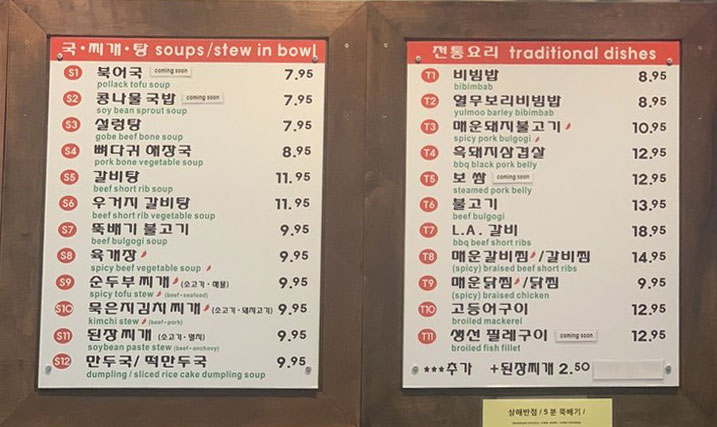 국·찌개·탕 soups/stew in bowl
S1 북어국 coming soon 7.95
pollack tofu soup
S2 콩나물국밥 coming soon 7.95
soy bean sprout soup
S3 설렁탕 7.95
gobe beef bone soup
S4 뼈다귀 해장국 8.95
pork bone vegetable soup
S5 갈비탕 11.95
beef short rib soup
S6 우거지 갈비탕 11.95
beef short rib vegetable soup
S7 뚝배기 불고기 9.95
beef bulgogi soup
S8 육개장 9.95
spicy beef vegetable soup
S9 순두부찌개 (소고기·해물) 9.95
spicy tofu stew (beef·seafood)
S10 묵은지김치찌개 (소고기·돼지고기) 9.95
kimchi stew (beef·pork)
S11 된장찌개 (소고기·멸치) 9.95
soybean paste stew (beef·anchovy)
S12 만두국/떡만두국 9.95
dumpling / sliced rice cake dumpling soup
전통요리 traditional dishes
T1 비빔밥 8.95
bibimbab
T2 열무보리비빔밥 8.95
yulmoo barley bibimbab
T3 매운돼지불고기 10.95
spicy pork bulgogi
T4 흑돼지삼겹살 12.95
bbq black pork belly
T5 보쌈 coming soon 12.95
steamed pork belly
T6 불고기 13.95
beef bulgogi
T7 L.A. 갈비 18.95
bbq beef short ribs
T8 매운갈비찜/갈비찜 14.95
(spicy) braised beef short ribs
T9 매운닭찜/닭찜 9.95
(spicy) braised chicken
T10 고등어구이 12.95
broiled mackerel
T11 생선 필레구이 coming soon 12.95
broiled fish fillet
***추가 +된장찌개 2.50
상해반점/5분 뚝배기/